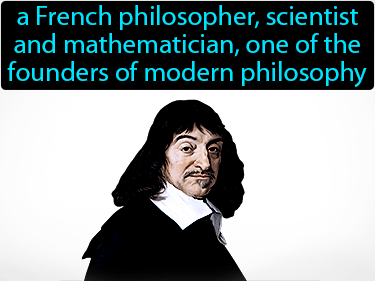 a French philosopher, scientist
and mathematician, one of the
founders of modern philosophy